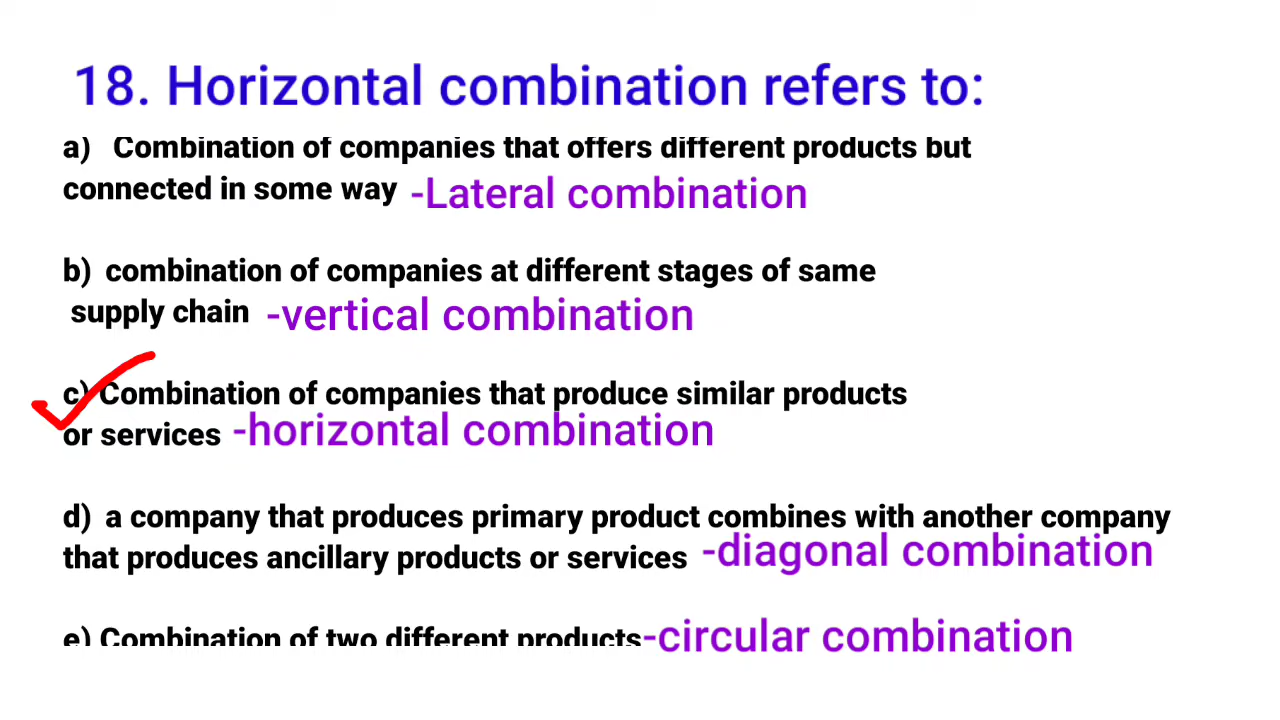 18. Horizontal combination refers to:
a) Combination of companies that offers different products but
connected in some way -Lateral combination
b) combination of companies at different stages of same
supply chain -vertical combination
c) Combination of companies that produce similar products
or services -horizontal combination
d) a company that produces primary product combines with another company
that produces ancillary products or services -diagonal combination
e) Combination of two different products-circular combination